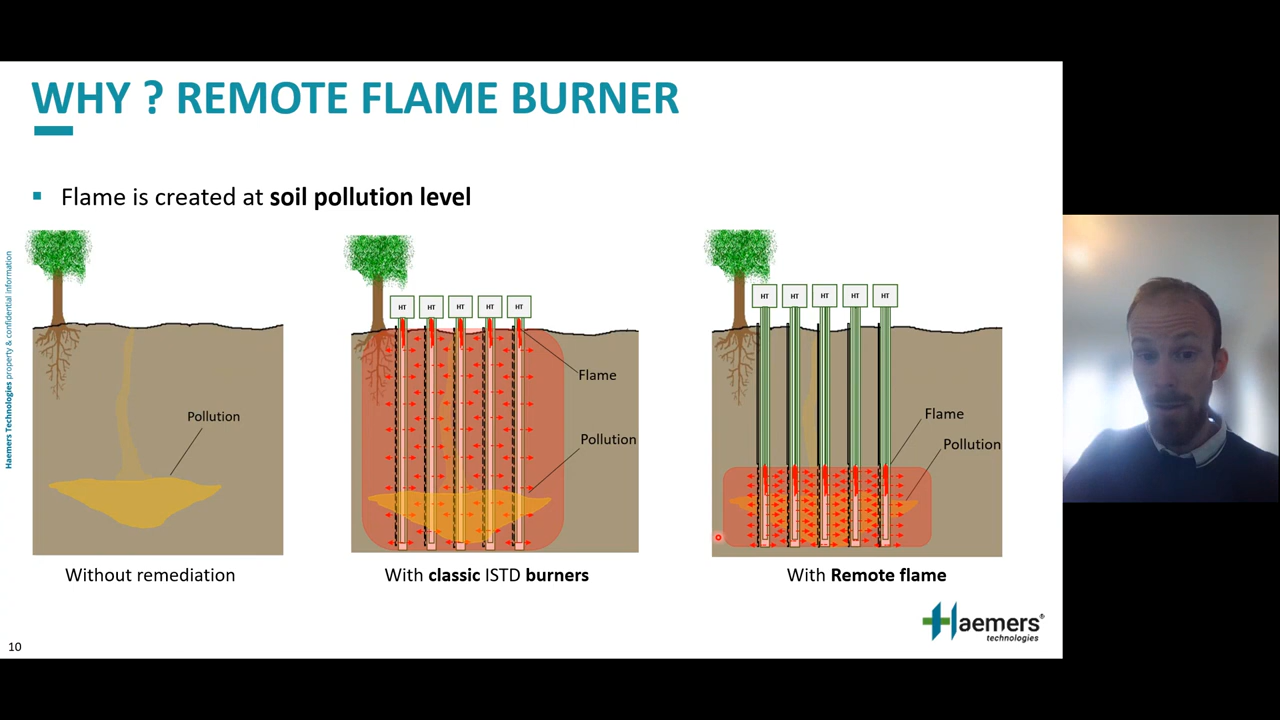 WHY ? REMOTE FLAME BURNER
Flame is created at soil pollution level
Haemers Technologies property & confidential information
Pollution
Without remediation
HT HT HT HT HT
Flame
Pollution
With classic ISTD burners
HT HT HT HT HT
Flame
Pollution
With Remote flame
Haemers®
technologies
10